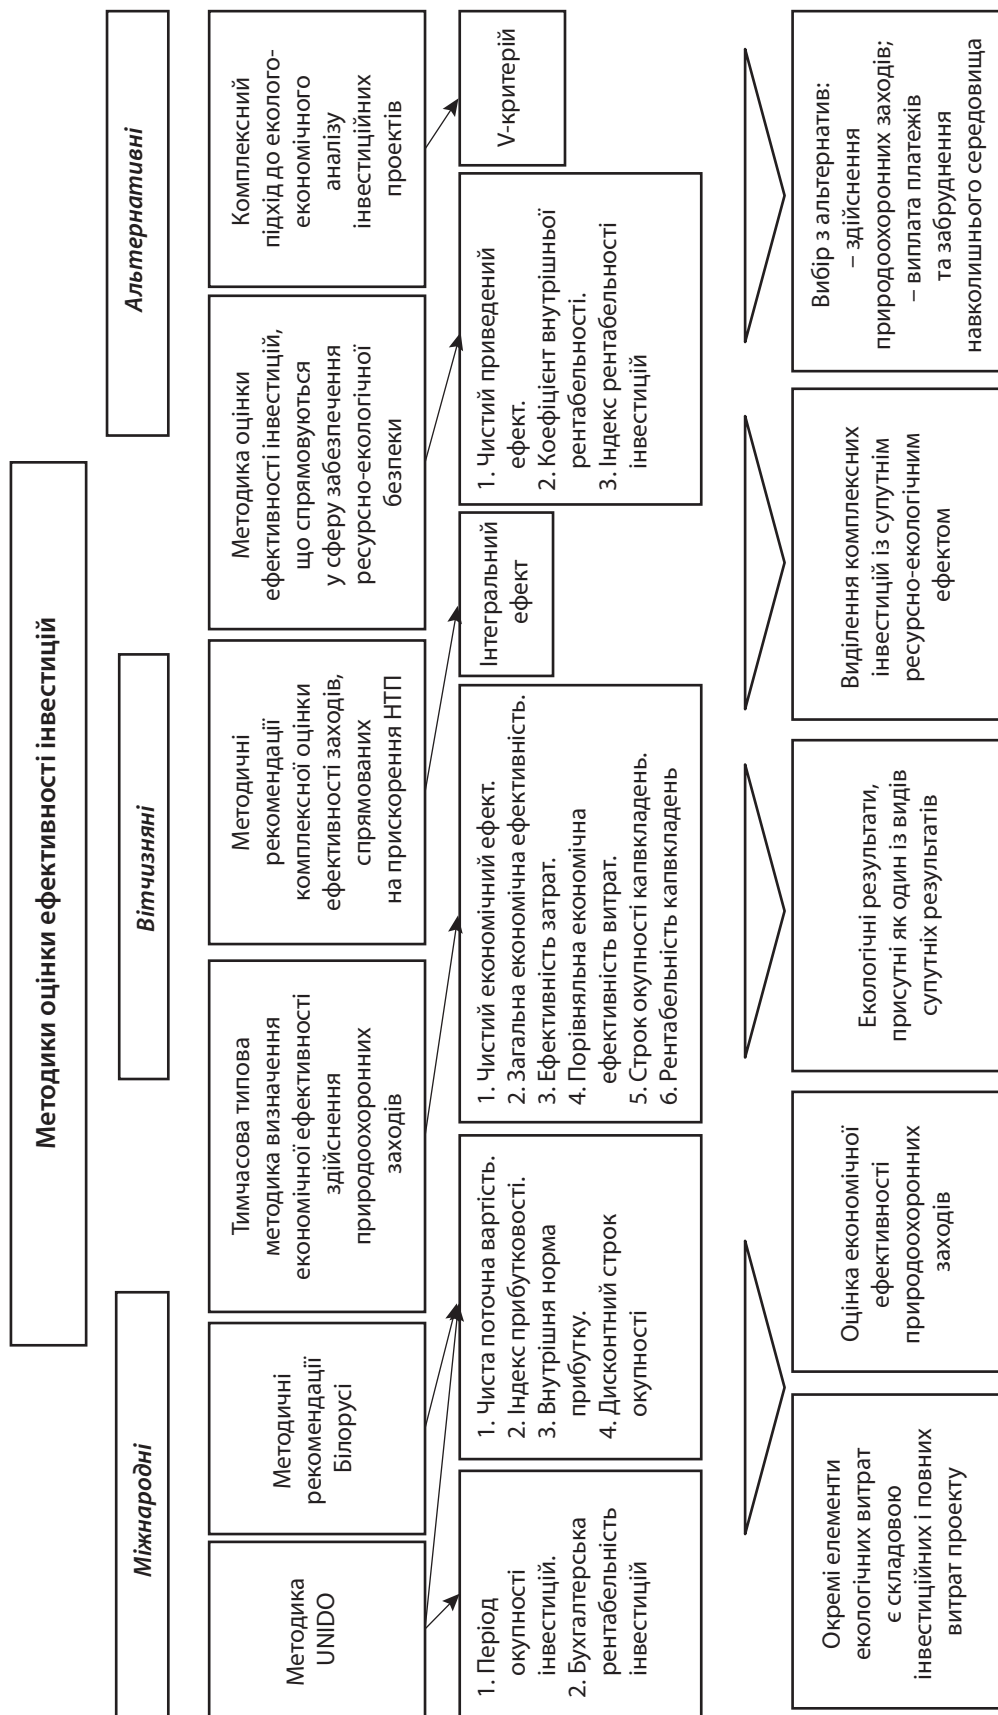 Методики оцінки ефективності інвестицій
Міжнародні
Вітчизняні
Альтернативні
Методика
UNIDO
Методичні
рекомендації
Білорусі
Тимчасова типова
методика визначення
економічної ефективності
здійснення
природоохоронних
заходів
Методичні
рекомендації
комплексної оцінки
ефективності заходів,
спрямованих
на прискорення НТП
Методика оцінки
ефективності інвестицій,
що спрямовуються
у сферу забезпечення
ресурсно-екологічної
безпеки
Комплексний
підхід до еколого-
економічного
аналізу
інвестиційних
проектів
1. Період
окупності
інвестицій.
2. Бухгалтерська
рентабельність
інвестицій
1. Чиста поточна вартість.
2. Індекс прибутковості.
3. Внутрішня норма
прибутку.
4. Дисконтний строк
окупності
1. Чистий економічний ефект.
2. Загальна економічна ефективність.
3. Ефективність затрат.
4. Порівняльна економічна
ефективність витрат.
5. Строк окупності капвкладень.
6. Рентабельність капвкладень
Інтегральний
ефект
1. Чистий приведений
ефект.
2. Коефіцієнт внутрішньої
рентабельності.
3. Індекс рентабельності
інвестицій
V-критерій
Окремі елементи
екологічних витрат
є складовою
інвестиційних і повних
витрат проекту
Оцінка економічної
ефективності
природоохоронних
заходів
Екологічні результати,
присутні як один із видів
супутніх результатів
Виділення комплексних
інвестицій із супутнім
ресурсно-екологічним
ефектом
Вибір з альтернатив:
– здійснення
природоохоронних заходів;
– виплата платежів
та забруднення
навколишнього середовища